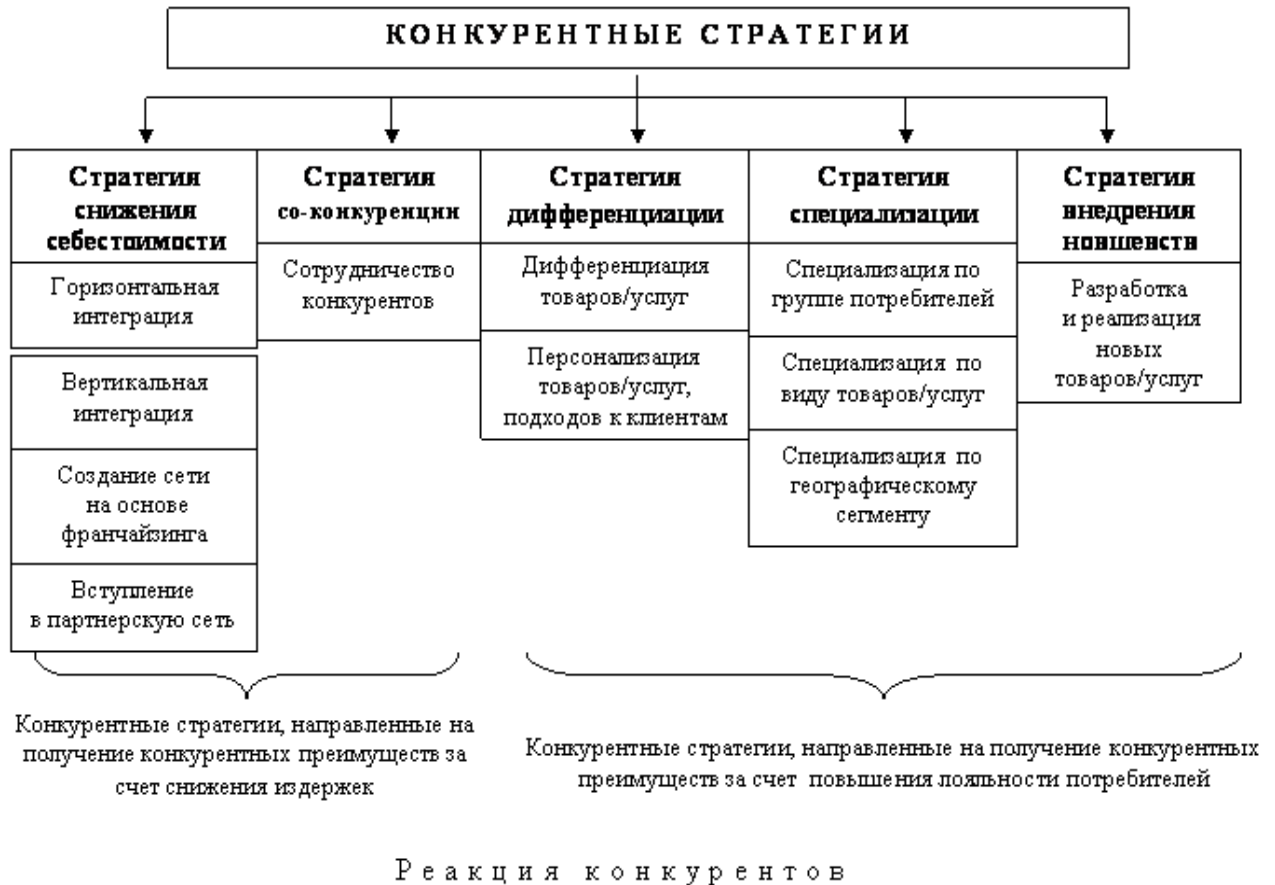 КОНКУРЕНТНЫЕ СТРАТЕГИИ
Стратегия
снижения
себестоимости
Горизонтальная
интеграция
Вертикальная
интеграция
Создание сети
на основе
франчайзинга
Вступление
в партнерскую сеть
Стратегия
со-конкуренции
Сотрудничество
конкурентов
Стратегия
дифференциации
Дифференциация
товаров/услуг
Персонализация
товаров/услуг,
подходов к клиентам
Стратегия
специализации
Специализация по
группе потребителей
Специализация по
виду товаров/услуг
Специализация по
географическому
сегменту
Стратегия
внедрения
новшевств
Разработка
и реализация
новых
товаров/услуг
Конкурентные стратегии, направленные на
получение конкурентных преимуществ за
счет снижения издержек
Конкурентные стратегии, направленные на получение конкурентных
преимуществ за счет повышения лояльности потребителей
Реакция конкурентов